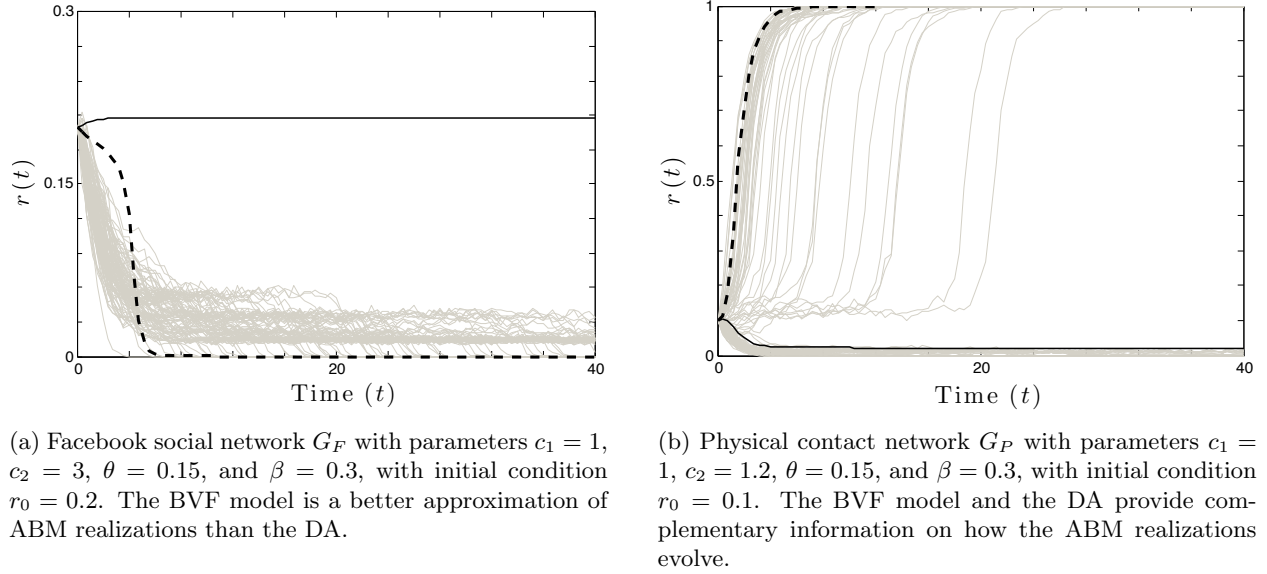 0.3
0.15
0
r(t)
0
20
40
Time (t)
(a) Facebook social network G_F with parameters c_1 = 1,
c_2 = 3, θ = 0.15, and β = 0.3, with initial condition
r_0 = 0.2. The BVF model is a better approximation of
ABM realizations than the DA.
1
0.5
0
r(t)
0
20
40
Time (t)
(b) Physical contact network G_P with parameters c_1 =
1, c_2 = 1.2, θ = 0.15, and β = 0.3, with initial condition
r_0 = 0.1. The BVF model and the DA provide com-
plementary information on how the ABM realizations
evolve.